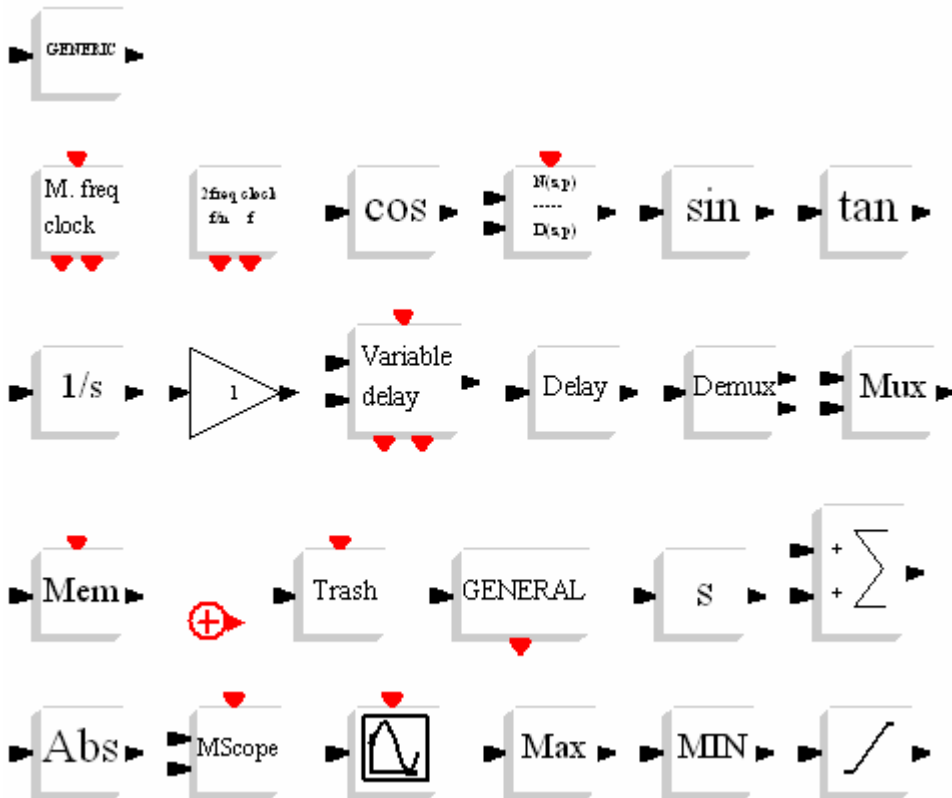 GENERIC
M. freq
clock
2freq clock
f/n f
cos
N(s,p)
-----
D(s,p)
sin
tan
1/s
1
Variable
delay
Delay
Demux
Mux
Mem
+
Trash
GENERAL
s
+
+
Abs
MScope
Max
MIN